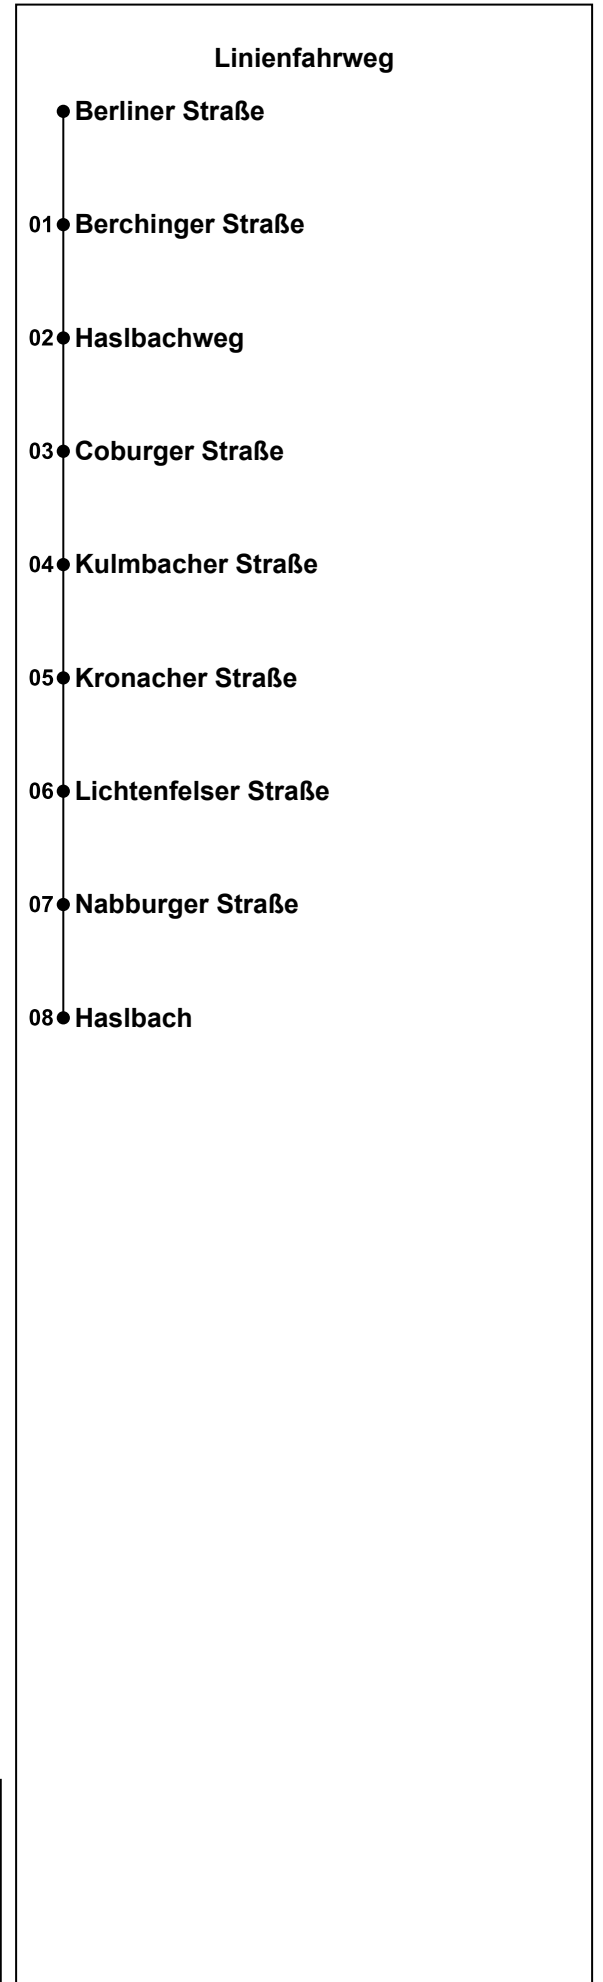 Linienfahrweg
Berliner Straße
01 Berchinger Straße
02 Haslbachweg
03 Coburger Straße
04 Kulmbacher Straße
05 Kronacher Straße
06 Lichtenfelser Straße
07 Nabburger Straße
08 Haslbach